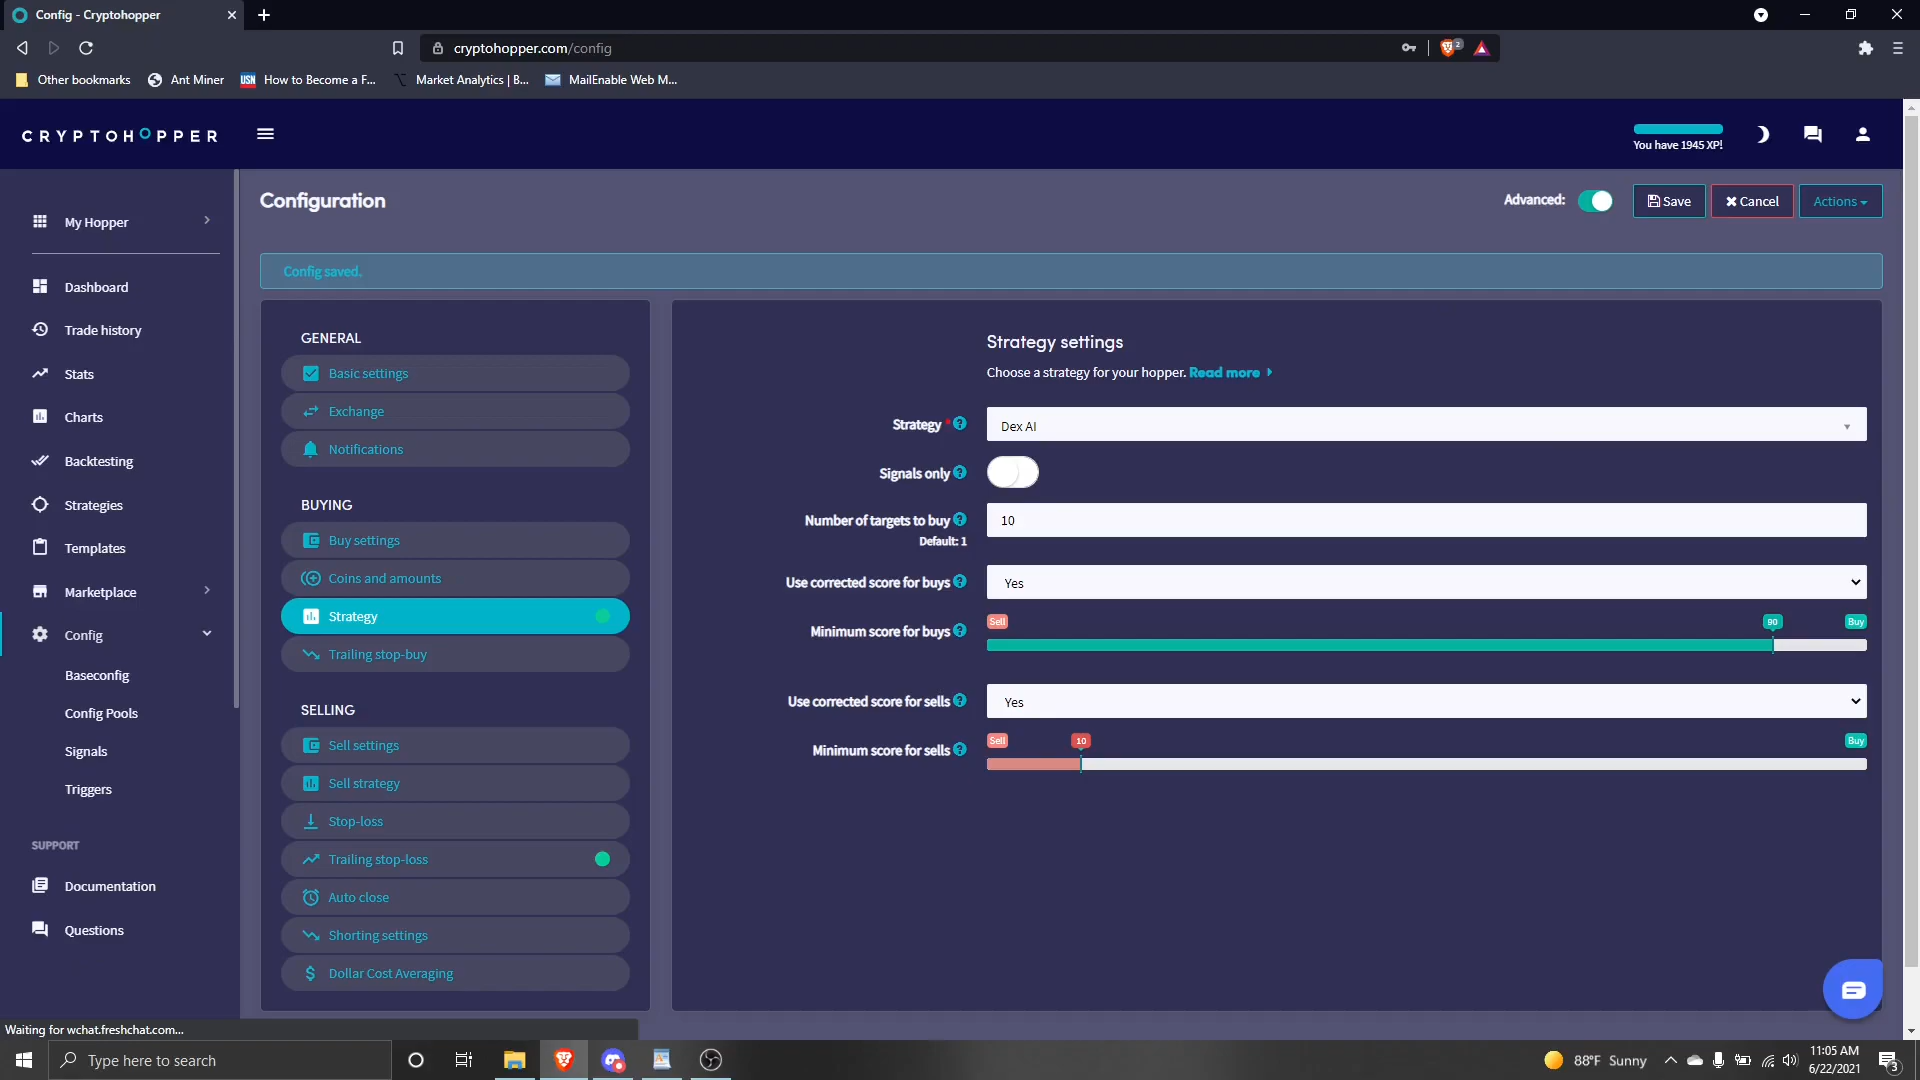 Config - Cryptohopper
cryptohopper.com/config
2
Other bookmarks
Ant Miner
USN
How to Become a F...
Market Analytics | B...
MailEnable Web M...
CRYPTOHOPPER
You have 1945 XP!
My Hopper
Dashboard
Trade history
Stats
Charts
Backtesting
Strategies
Templates
Marketplace
Config
Baseconfig
Config Pools
Signals
Triggers
SUPPORT
Documentation
Questions
Configuration
Advanced:
Save
Cancel
Actions
Config saved.
GENERAL
Basic settings
Exchange
Notifications
BUYING
Buy settings
Coins and amounts
Strategy
Trailing stop-buy
SELLING
Sell settings
Sell strategy
Stop-loss
Trailing stop-loss
Auto close
Shorting settings
Dollar Cost Averaging
Strategy settings
Choose a strategy for your hopper. Read more
Strategy *
Dex AI
Signals only
Number of targets to buy
Default: 1
10
Use corrected score for buys
Yes
Minimum score for buys
Sell
90
Buy
Use corrected score for sells
Yes
Minimum score for sells
Sell
10
Buy
Waiting for wchat.freshchat.com...
Type here to search
88°F Sunny
11:05 AM
6/22/2021
3